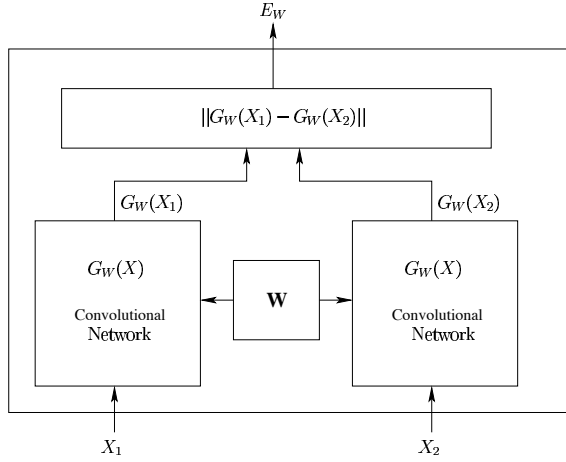 E_W
||G_W(X_1) − G_W(X_2)||
G_W(X_1)
G_W(X_2)
G_W(X)
Convolutional
Network
W
G_W(X)
Convolutional
Network
X_1
X_2